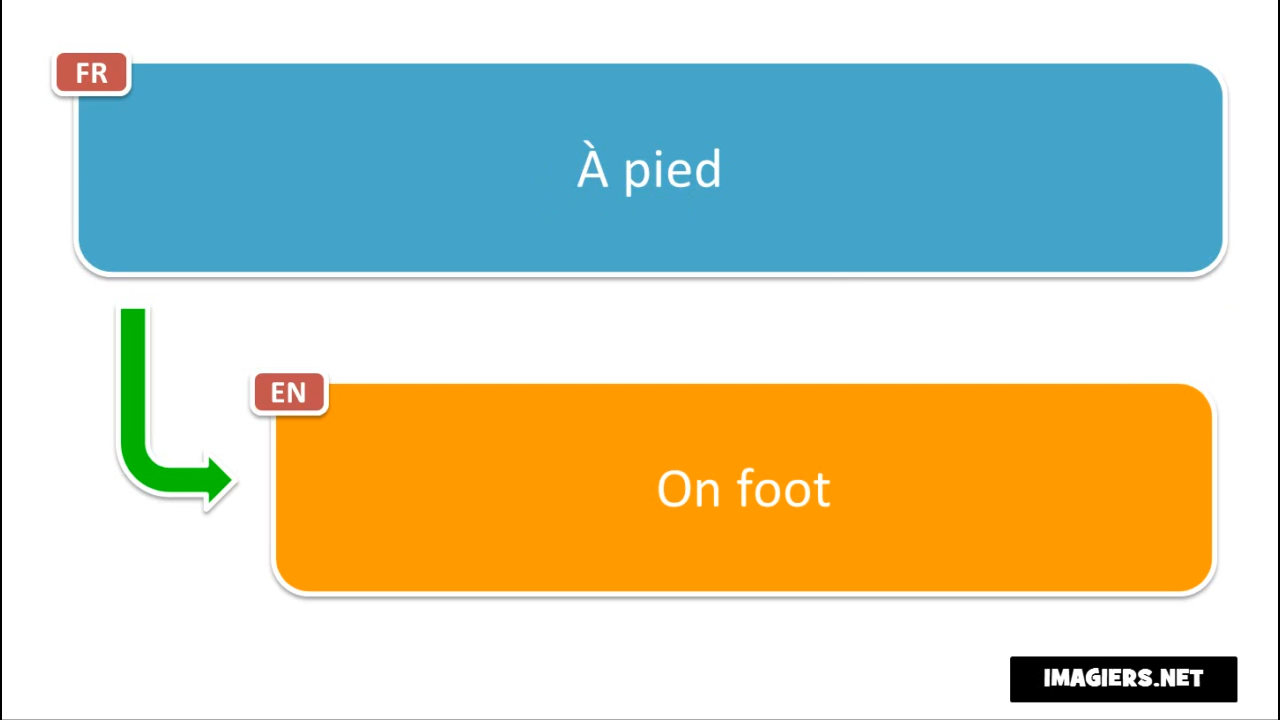 FR
À pied
EN
On foot
IMAGIERS.NET